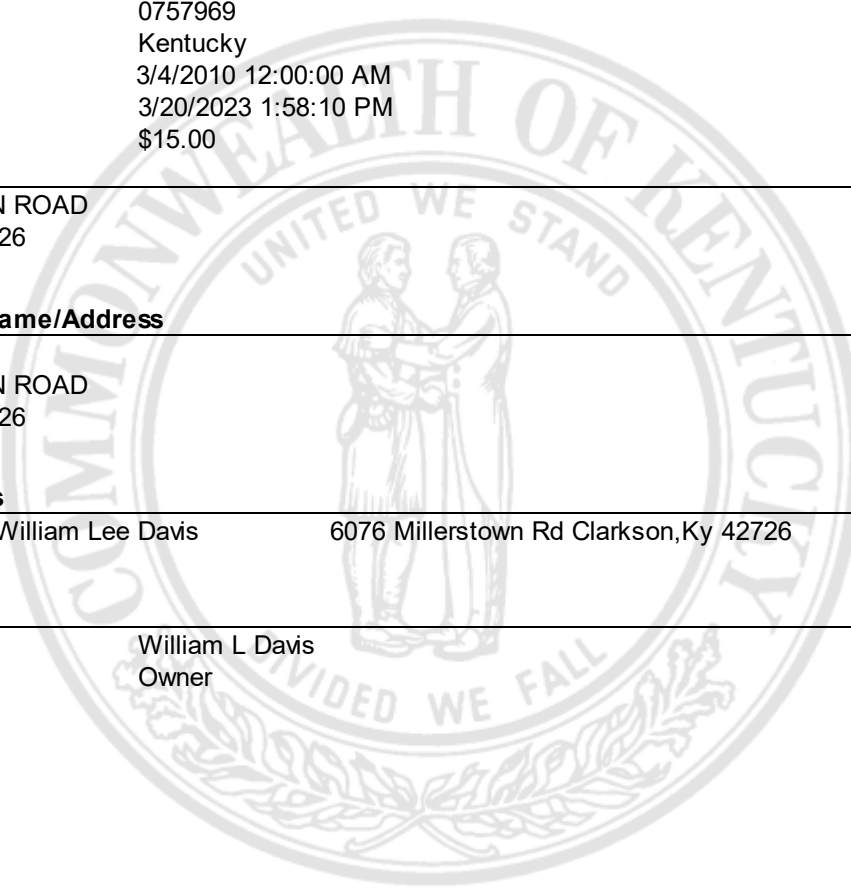 0757969
Kentucky
3/4/2010 12:00:00 AM
3/20/2023 1:58:10 PM
$15.00
N ROAD
26
ame/Address
N ROAD
26
s
William Lee Davis 6076 Millerstown Rd Clarkson,Ky 42726
William L Davis
Owner
COMMONWEALTH OF KENTUCKY
UNITED WE STAND
DIVIDED WE FALL